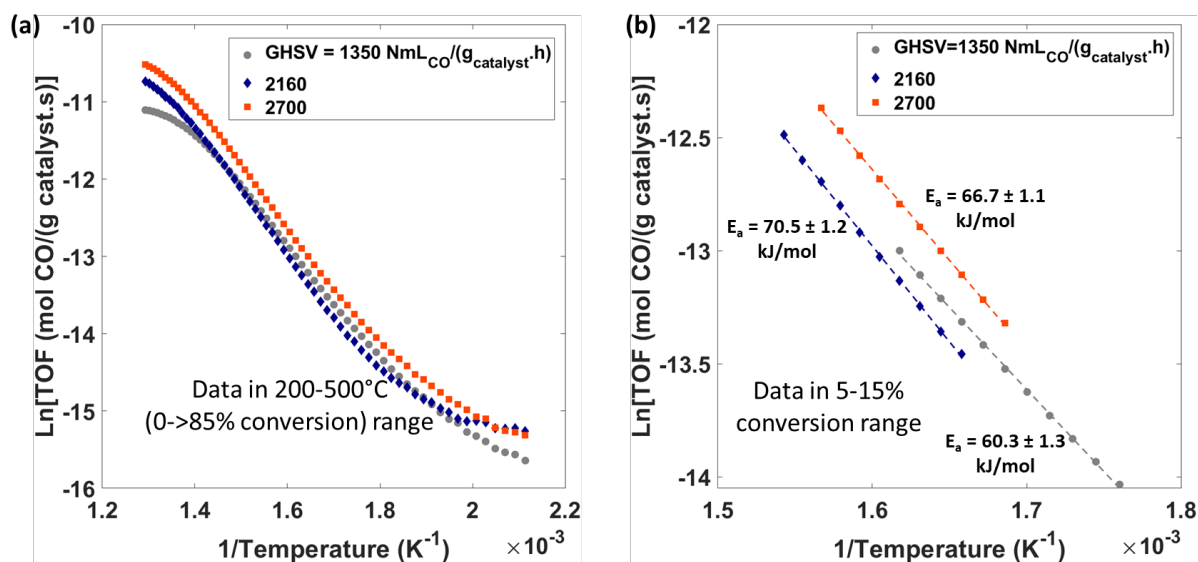 (a)
-10
-11
-12
-13
-14
-15
-16
Ln[TOF (mol CO/(g catalyst.s)]
GHSV = 1350 NmL_CO/(g_catalyst.h)
2160
2700
Data in 200-500°C
(0->85% conversion) range
1.2 1.4 1.6 1.8 2 2.2
1/Temperature (K⁻¹) × 10⁻³
(b)
-12
-12.5
-13
-13.5
-14
Ln[TOF (mol CO/(g catalyst.s)]
GHSV=1350 NmL_CO/(g_catalyst.h)
2160
2700
E_a = 66.7 ± 1.1
kJ/mol
E_a = 70.5 ± 1.2
kJ/mol
Data in 5-15%
conversion range
E_a = 60.3 ± 1.3
kJ/mol
1.5 1.6 1.7 1.8
1/Temperature (K⁻¹) × 10⁻³